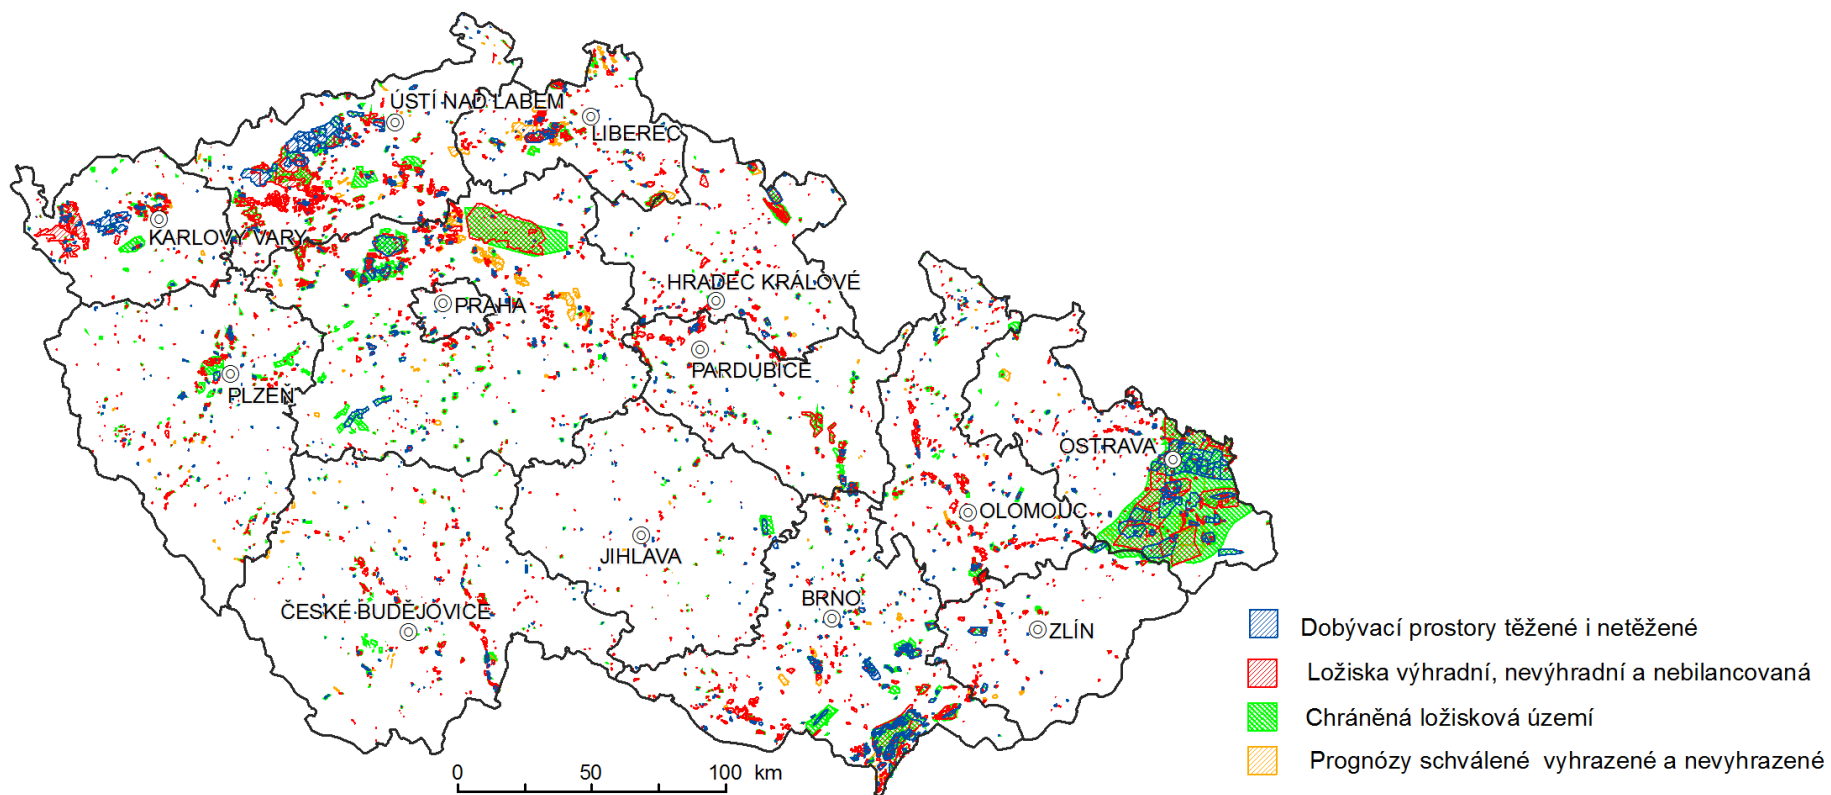 ÚSTÍ NAD LABEM
LIBEREC
KARLOVY VARY
HRADEC KRÁLOVÉ
PRAHA
PARDUBICE
PLZEŇ
OSTRAVA
OLOMOUC
JIHLAVA
BRNO
ČESKÉ BUDĚJOVICE
ZLÍN
Dobývací prostory těžené i netěžené
Ložiska výhradní, nevýhradní a nebilancovaná
Chráněná ložisková území
Prognózy schválené vyhrazené a nevyhrazené
0 50 100 km